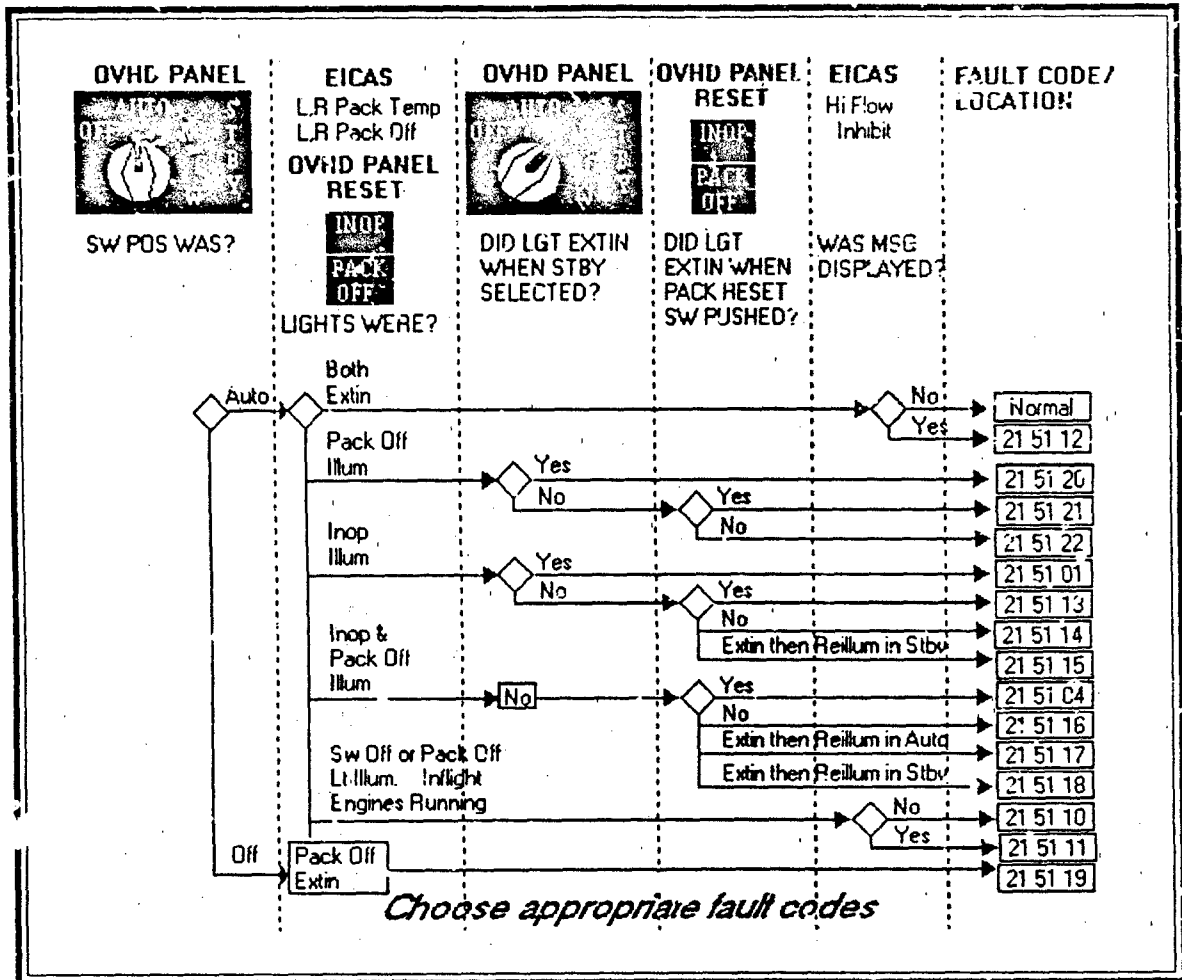 OVHD PANEL
AUTO
OFF
STBY
W
SW POS WAS?
EICAS
L,R Pack Temp
L,R Pack Off
OVHD PANEL
RESET
INOP
PACK
OFF
LIGHTS WERE?
OVHD PANEL
AUTO
OFF
STBY
W
DID LGT EXTIN
WHEN STBY
SELECTED?
OVHD PANEL
RESET
INOP
PACK
OFF
DID LGT
EXTIN WHEN
PACK RESET
SW PUSHED?
EICAS
Hi Flow
Inhibit
WAS MSG
DISPLAYED?
FAULT CODE/
LOCATION
Auto
Both
Extin
No
Normal
Yes
21 51 12
Pack Off
Illum
Yes
21 51 20
No
Yes
21 51 21
No
21 51 22
Inop
Illum
Yes
21 51 01
No
Yes
21 51 13
No
21 51 14
Extin then Reillum in Stby
21 51 15
Inop &
Pack Off
Illum
No
Yes
21 51 04
No
21 51 16
Extin then Reillum in Auto
21 51 17
Extin then Reillum in Stby
21 51 18
Sw Off or Pack Off
Lt Illum. Inflight
Engines Running
No
21 51 10
Yes
21 51 11
Off
Pack Off
Extin
21 51 19
Choose appropriate fault codes